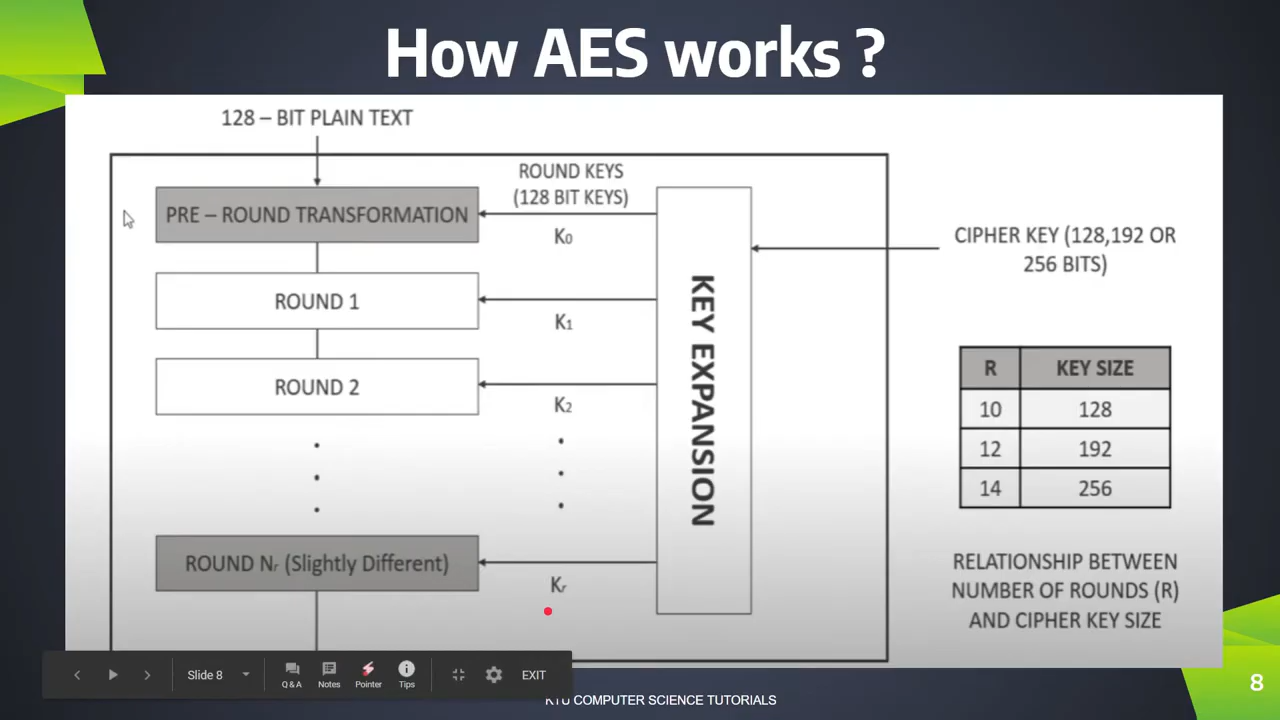 How AES works ?
128 – BIT PLAIN TEXT
ROUND KEYS
(128 BIT KEYS)
PRE – ROUND TRANSFORMATION
K0
CIPHER KEY (128,192 OR
256 BITS)
ROUND 1
K1
ROUND 2
K2
KEY EXPANSION
R KEY SIZE
10 128
12 192
14 256
ROUND Nr (Slightly Different)
Kr
RELATIONSHIP BETWEEN
NUMBER OF ROUNDS (R)
AND CIPHER KEY SIZE
Slide 8
Q & A
Notes
Pointer
Tips
EXIT
KTU COMPUTER SCIENCE TUTORIALS
8